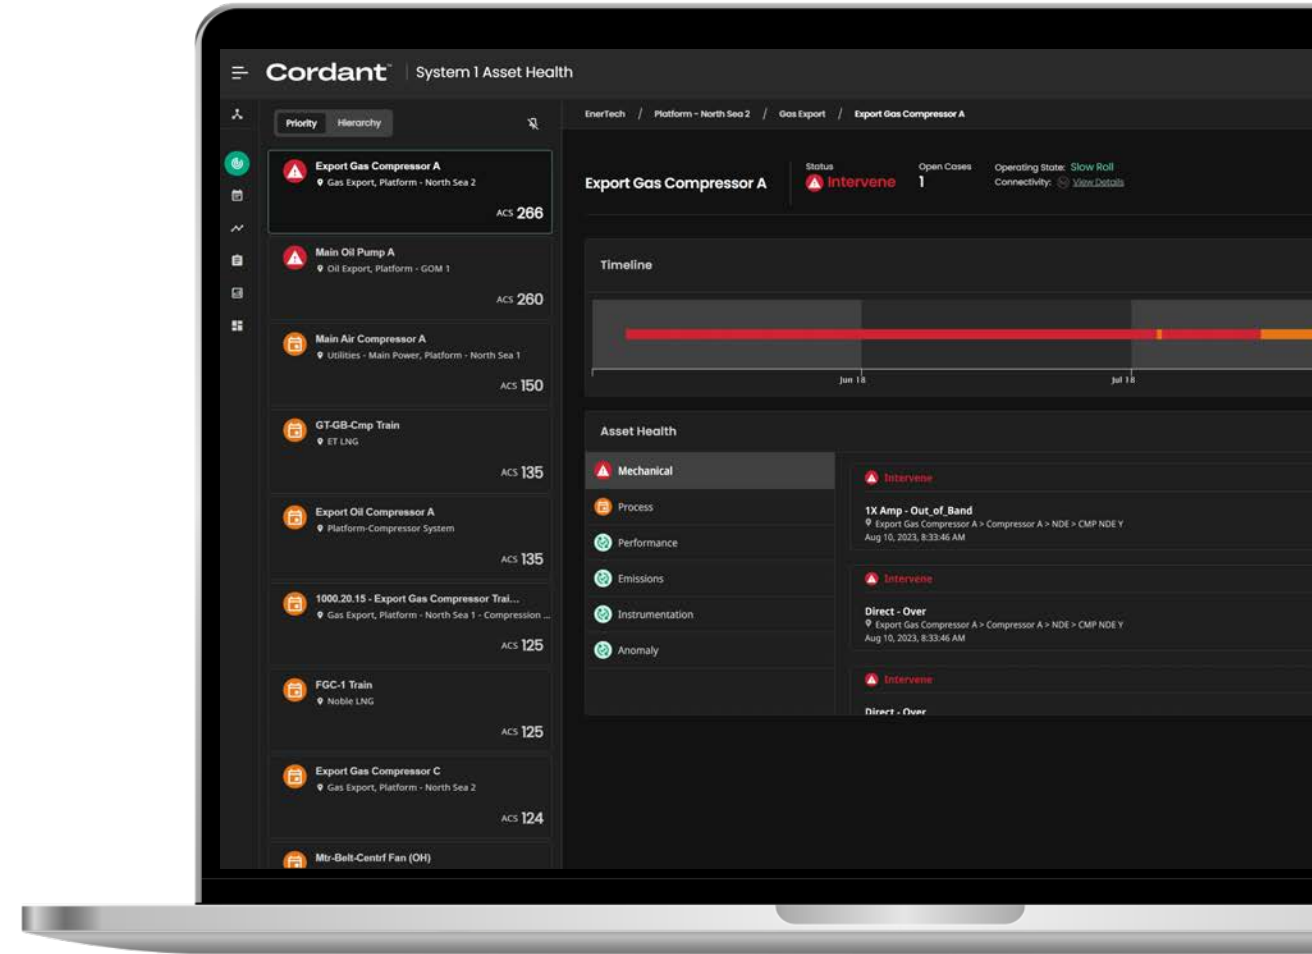 Cordant™ System 1 Asset Health
Priority Hierarchy
Export Gas Compressor A
Gas Export, Platform - North Sea 2
ACS 266
Main Oil Pump A
Oil Export, Platform - GOM 1
ACS 260
Main Air Compressor A
Utilities - Main Power, Platform - North Sea 1
ACS 150
GT-GB-Cmp Train
ET LNG
ACS 135
Export Oil Compressor A
Platform-Compressor System
ACS 135
1000.20.15 - Export Gas Compressor Trai...
Gas Export, Platform - North Sea 1 - Compression ...
ACS 125
FGC-1 Train
Noble LNG
ACS 125
Export Gas Compressor C
Gas Export, Platform - North Sea 2
ACS 124
Mtr-Belt-Centrf Fan (OH)
EnerTech / Platform - North Sea 2 / Gas Export / Export Gas Compressor A
Export Gas Compressor A
Status
Intervene
Open Cases
1
Operating State: Slow Roll
Connectivity: View Details
Timeline
Jun 18 Jul 18
Asset Health
Mechanical
Process
Performance
Emissions
Instrumentation
Anomaly
Intervene
1X Amp - Out_of_Band
Export Gas Compressor A > Compressor A > NDE > CMP NDE Y
Aug 10, 2023, 8:33:46 AM
Intervene
Direct - Over
Export Gas Compressor A > Compressor A > NDE > CMP NDE Y
Aug 10, 2023, 8:33:46 AM
Intervene
Direct - Over